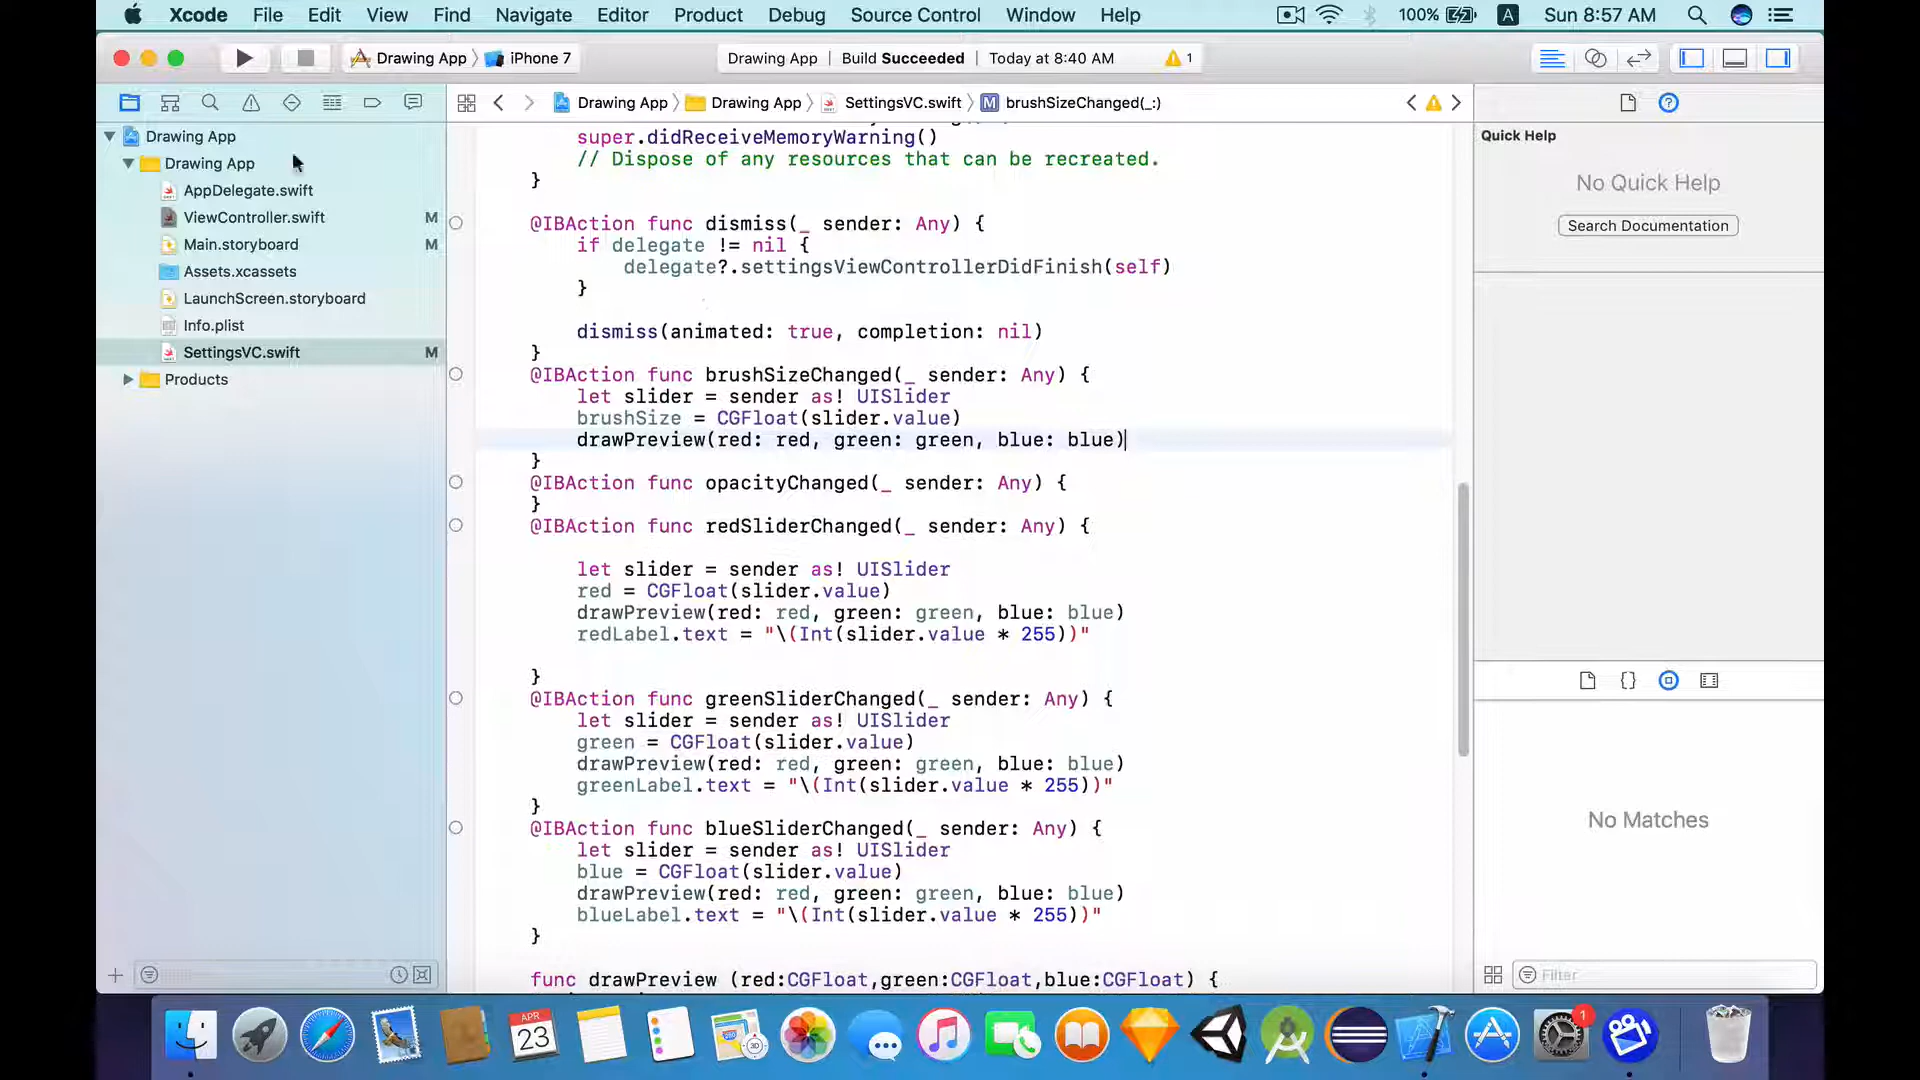 Xcode File Edit View Find Navigate Editor Product Debug Source Control Window Help 100% A Sun 8:57 AM
Drawing App iPhone 7 Drawing App | Build Succeeded | Today at 8:40 AM 1
Drawing App Drawing App SettingsVC.swift M brushSizeChanged(_:)
Quick Help
No Quick Help
Search Documentation
Drawing App
Drawing App
AppDelegate.swift
ViewController.swift M
Main.storyboard M
Assets.xcassets
LaunchScreen.storyboard
Info.plist
SettingsVC.swift M
Products
super.didReceiveMemoryWarning()
// Dispose of any resources that can be recreated.
}
@IBAction func dismiss(_ sender: Any) {
if delegate != nil {
delegate?.settingsViewControllerDidFinish(self)
}
dismiss(animated: true, completion: nil)
}
@IBAction func brushSizeChanged(_ sender: Any) {
let slider = sender as! UISlider
brushSize = CGFloat(slider.value)
drawPreview(red: red, green: green, blue: blue)
}
@IBAction func opacityChanged(_ sender: Any) {
}
@IBAction func redSliderChanged(_ sender: Any) {
let slider = sender as! UISlider
red = CGFloat(slider.value)
drawPreview(red: red, green: green, blue: blue)
redLabel.text = "\(Int(slider.value * 255))"
}
@IBAction func greenSliderChanged(_ sender: Any) {
let slider = sender as! UISlider
green = CGFloat(slider.value)
drawPreview(red: red, green: green, blue: blue)
greenLabel.text = "\(Int(slider.value * 255))"
}
@IBAction func blueSliderChanged(_ sender: Any) {
let slider = sender as! UISlider
blue = CGFloat(slider.value)
drawPreview(red: red, green: green, blue: blue)
blueLabel.text = "\(Int(slider.value * 255))"
}
func drawPreview (red:CGFloat,green:CGFloat,blue:CGFloat) {
No Matches
Filter
APR
23
1